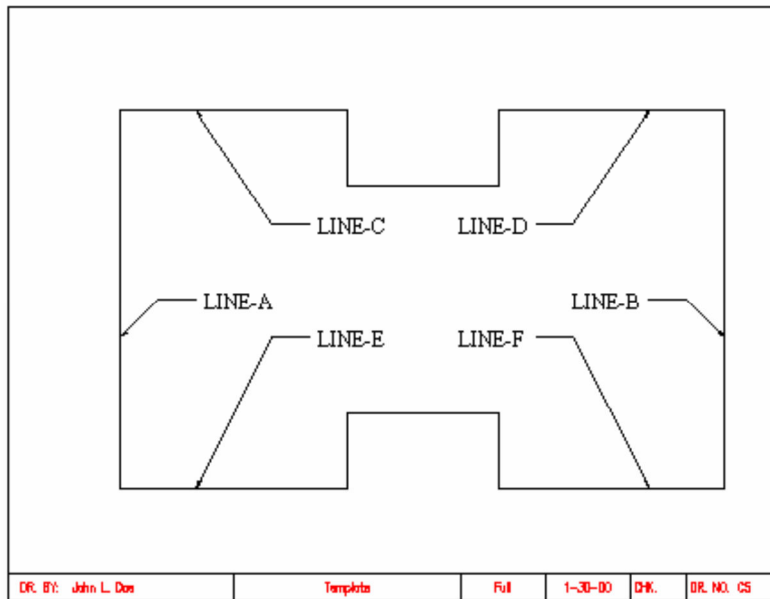 LINE-C
LINE-D
LINE-A
LINE-B
LINE-E
LINE-F
DR. BY: John L. Doe
Template
Full
1-30-00
CHK.
DR. NO. C5